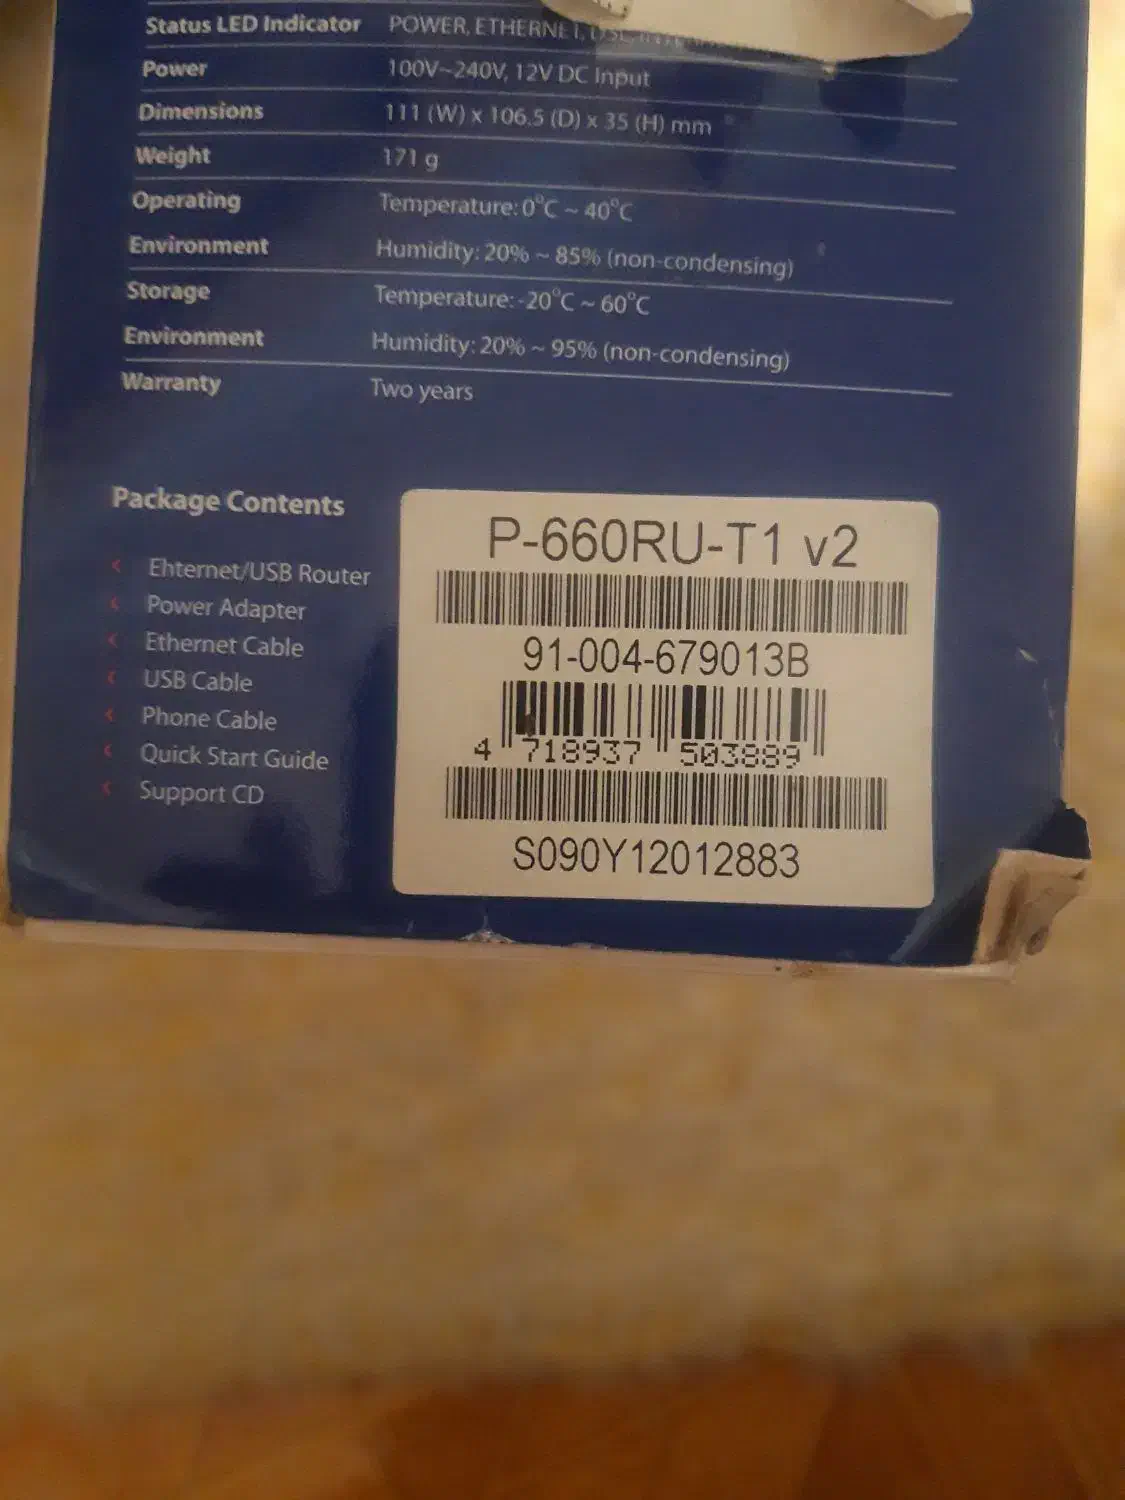 Status LED Indicator POWER, ETHERNET, DSL,
Power 100V~240V, 12V DC Input
Dimensions 111 (W) x 106.5 (D) x 35 (H) mm
Weight 171 g
Operating Temperature: 0°C ~ 40°C
Environment Humidity: 20% ~ 85% (non-condensing)
Storage Temperature: -20°C ~ 60°C
Environment Humidity: 20% ~ 95% (non-condensing)
Warranty Two years
Package Contents
Ehternet/USB Router
Power Adapter
Ethernet Cable
USB Cable
Phone Cable
Quick Start Guide
Support CD
P-660RU-T1 v2
91-004-679013B
4 718937 503889
S090Y12012883